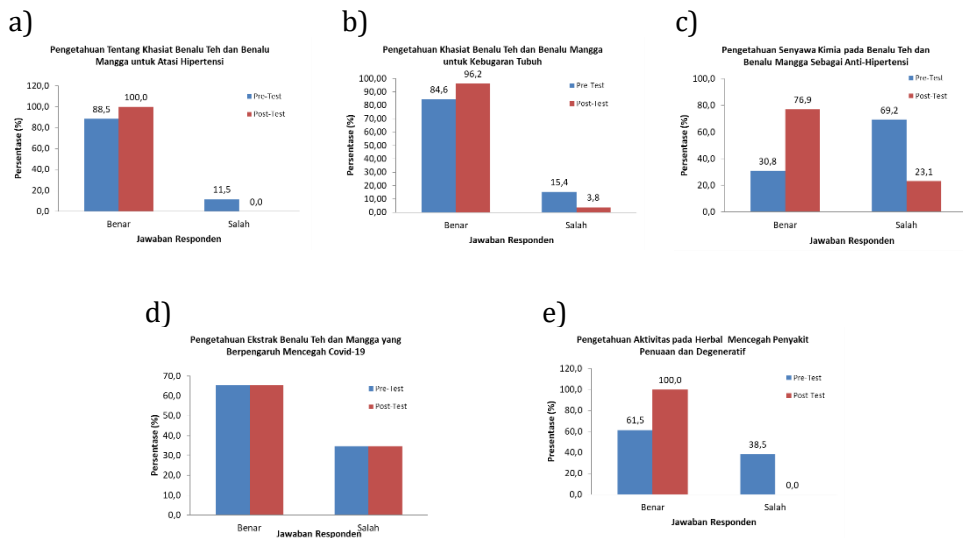 a)
Pengetahuan Tentang Khasiat Benalu Teh dan Benalu
Mangga untuk Atasi Hipertensi
120,0
100,0
80,0
60,0
40,0
20,0
0,0
Persentase (%)
88,5
100,0
11,5
0,0
Pre-Test
Post-Test
Benar
Salah
Jawaban Responden
b)
Pengetahuan Khasiat Benalu Teh dan Benalu Mangga
untuk Kebugaran Tubuh
100,00
90,00
80,00
70,00
60,00
50,00
40,00
30,00
20,00
10,00
0,00
Persentase (%)
84,6
96,2
15,4
3,8
Pre Test
Post-Test
Benar
Salah
Jawaban Responden
c)
Pengetahuan Senyawa Kimia pada Benalu Teh dan
Benalu Mangga Sebagai Anti-Hipertensi
100,0
80,0
60,0
40,0
20,0
0,0
Persentase (%)
30,8
76,9
69,2
23,1
Pre-Test
Post-Test
Benar
Salah
Jawaban Responden
d)
Pengetahuan Ekstrak Benalu Teh dan Mangga yang
Berpengaruh Mencegah Covid-19
70,0
60,0
50,0
40,0
30,0
20,0
10,0
0,0
Persentase (%)
Pre-Test
Post-Test
Benar
Salah
Jawaban Responden
e)
Pengetahuan Aktivitas pada Herbal Mencegah Penyakit
Penuaan dan Degeneratif
120,0
100,0
80,0
60,0
40,0
20,0
0,0
Presentase (%)
61,5
100,0
38,5
0,0
Pre-Test
Post Test
Benar
Salah
Jawaban Responden